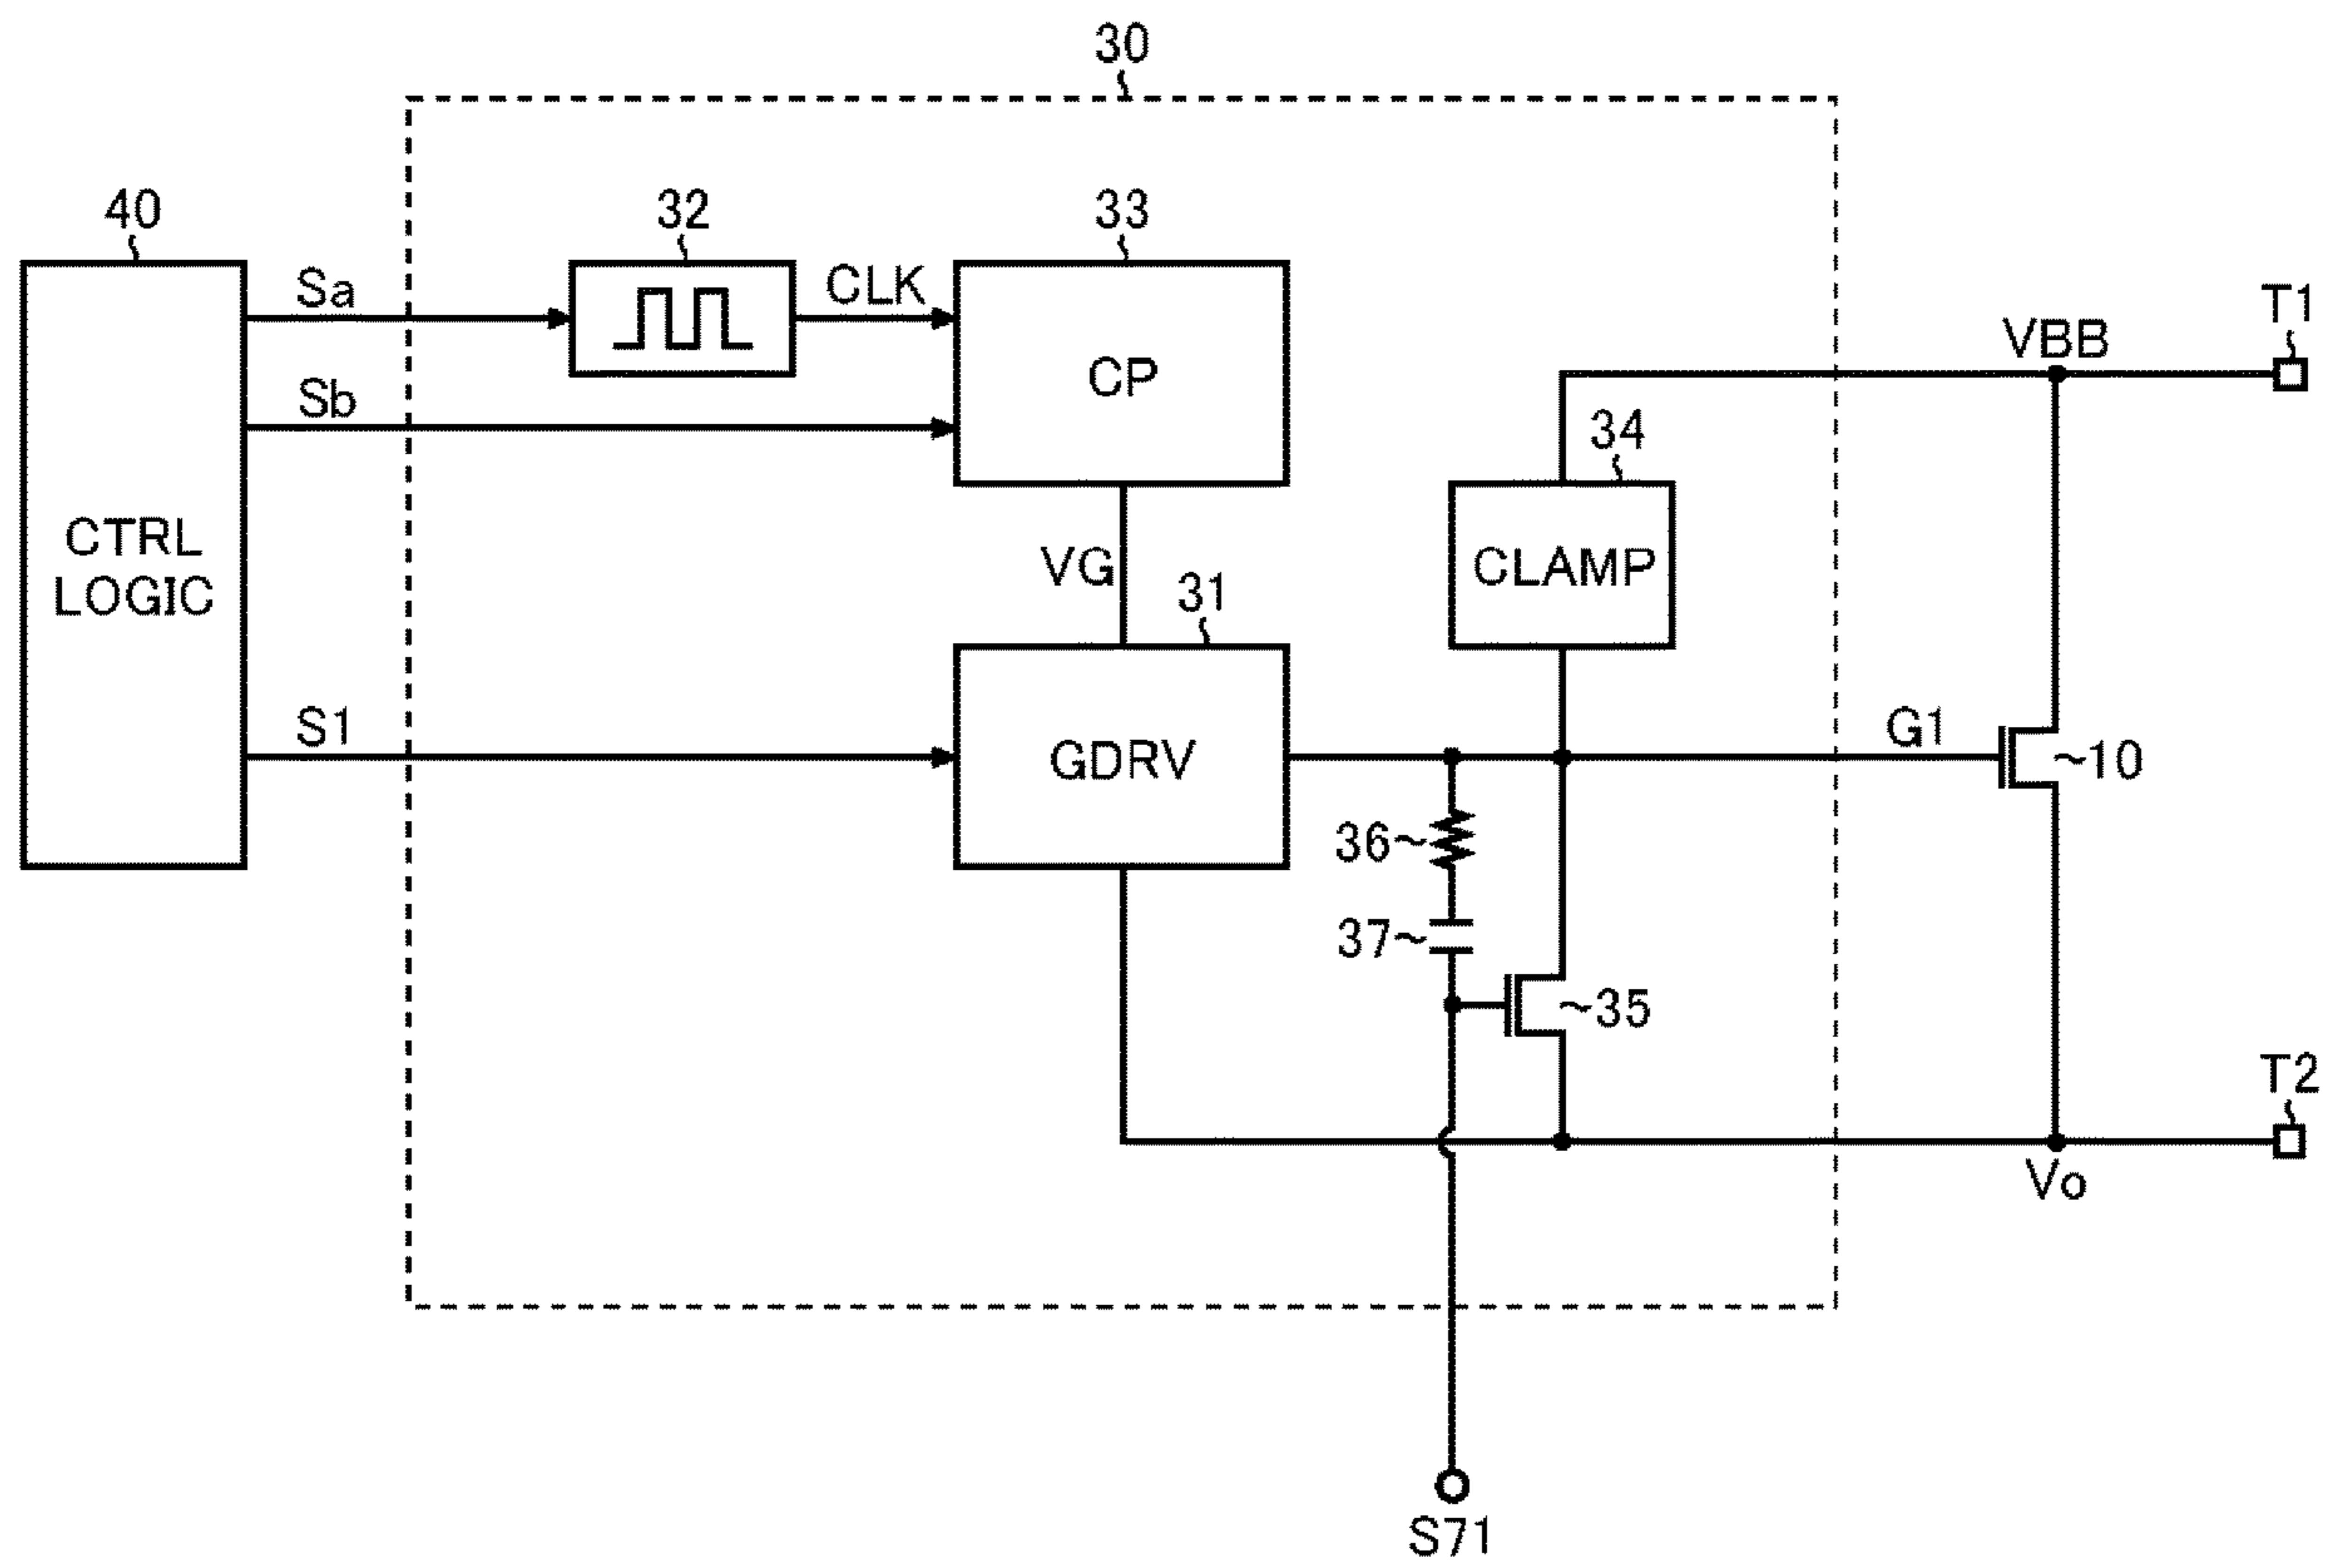 30
40
32
33
Sa
CLK
T1
VBB
CP
Sb
34
CTRL
LOGIC
VG
CLAMP
31
S1
GDRV
G1
~10
36~
37~
~35
T2
Vo
S71